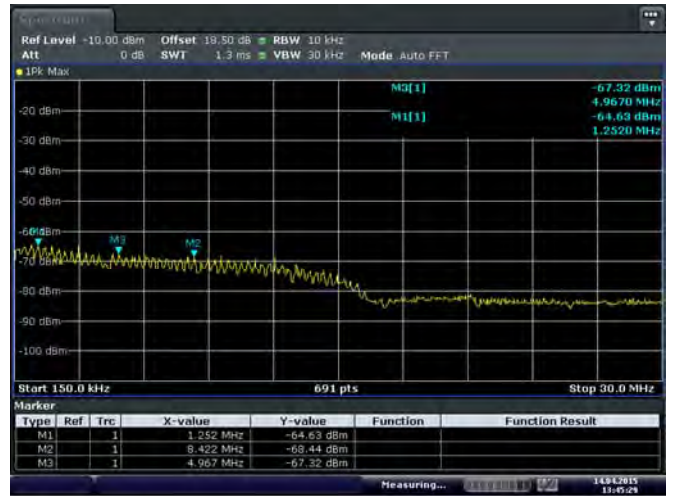 Spectrum
Ref Level -10.00 dBm Offset 18.50 dB RBW 10 kHz
Att 0 dB SWT 1.3 ms VBW 30 kHz Mode Auto FFT
1Pk Max
M3[1] -67.32 dBm
4.9670 MHz
-20 dBm
M1[1] -64.63 dBm
1.2520 MHz
-30 dBm
-40 dBm
-50 dBm
M3
M2
-70 dBm
-80 dBm
-90 dBm
-100 dBm
Start 150.0 kHz 691 pts Stop 30.0 MHz
Marker
Type Ref Trc X-value Y-value Function Function Result
M1 1 1.252 MHz -64.63 dBm
M2 1 8.422 MHz -68.44 dBm
M3 1 4.967 MHz -67.32 dBm
Measuring... 14.04.2015
13:45:29